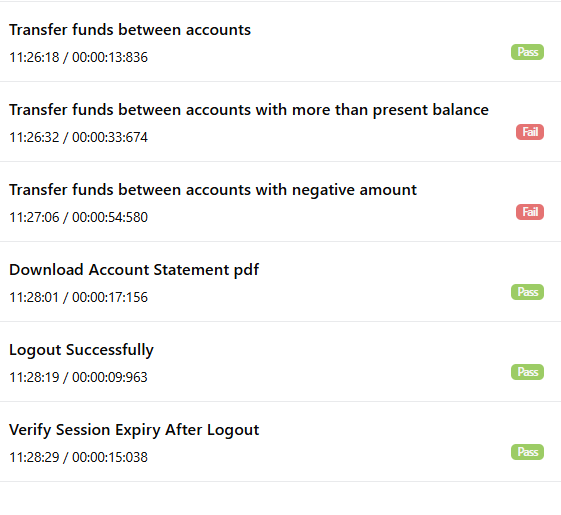 Transfer funds between accounts
11:26:18 / 00:00:13:836
Pass
Transfer funds between accounts with more than present balance
11:26:32 / 00:00:33:674
Fail
Transfer funds between accounts with negative amount
11:27:06 / 00:00:54:580
Fail
Download Account Statement pdf
11:28:01 / 00:00:17:156
Pass
Logout Successfully
11:28:19 / 00:00:09:963
Pass
Verify Session Expiry After Logout
11:28:29 / 00:00:15:038
Pass